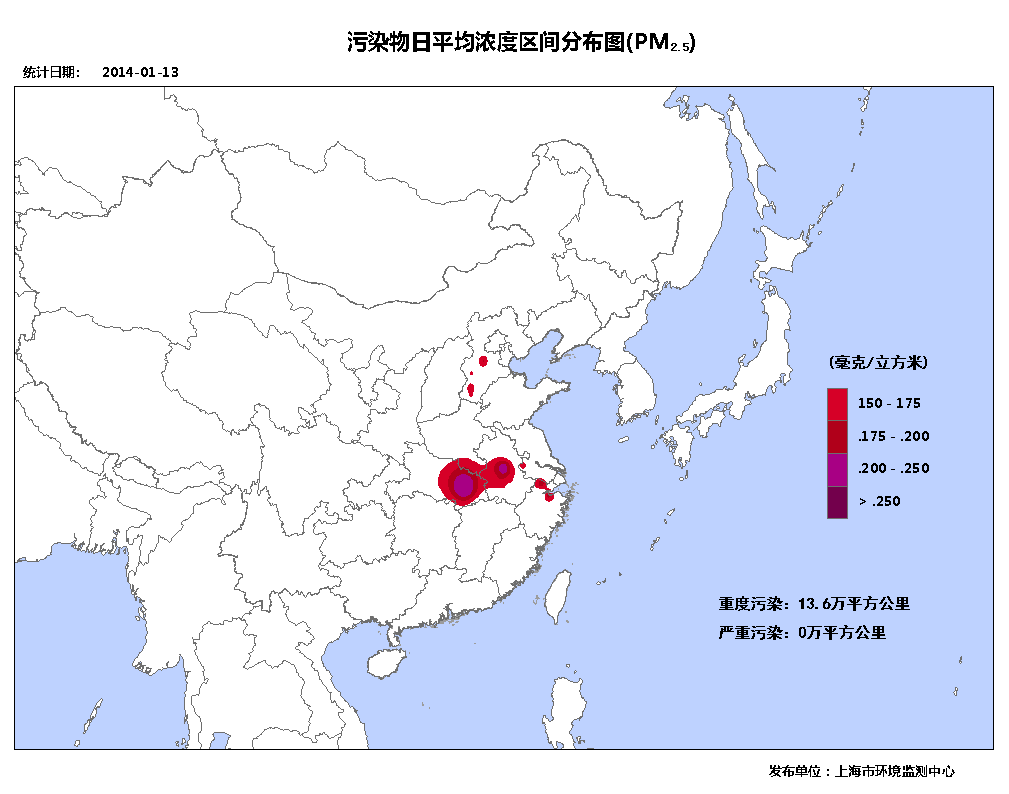 污染物日平均浓度区间分布图(PM2.5)
统计日期: 2014-01-13
(毫克/立方米)
150 - 175
.175 - .200
.200 - .250
> .250
重度污染: 13.6万平方公里
严重污染: 0万平方公里
发布单位:上海市环境监测中心